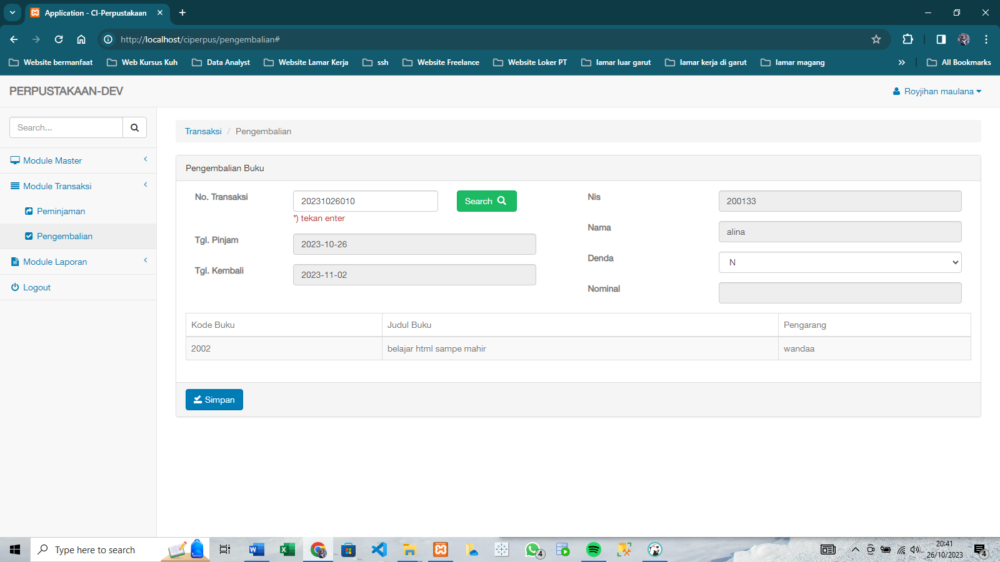 Application - CI-Perpustakaan
http://localhost/ciperpus/pengembalian#
Website bermanfaat
Web Kursus Kuh
Data Analyst
Website Lamar Kerja
ssh
Website Freelance
Website Loker PT
lamar luar garut
lamar kerja di garut
lamar magang
All Bookmarks
PERPUSTAKAAN-DEV
Royjihan maulana
Search...
Module Master
Module Transaksi
Peminjaman
Pengembalian
Module Laporan
Logout
Transaksi / Pengembalian
Pengembalian Buku
No. Transaksi
20231026010
Search
*) tekan enter
Tgl. Pinjam
2023-10-26
Tgl. Kembali
2023-11-02
Nis
200133
Nama
alina
Denda
N
Nominal
Kode Buku Judul Buku Pengarang
2002 belajar html sampe mahir wandaa
Simpan
Type here to search
4
20:41
26/10/2023
4